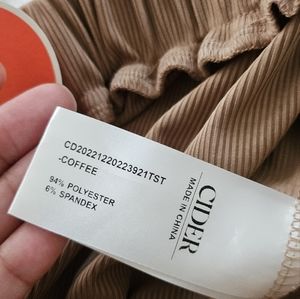 CD20221220223921TST
-COFFEE
94% POLYESTER
6% SPANDEX
CIDER
MADE IN CHINA